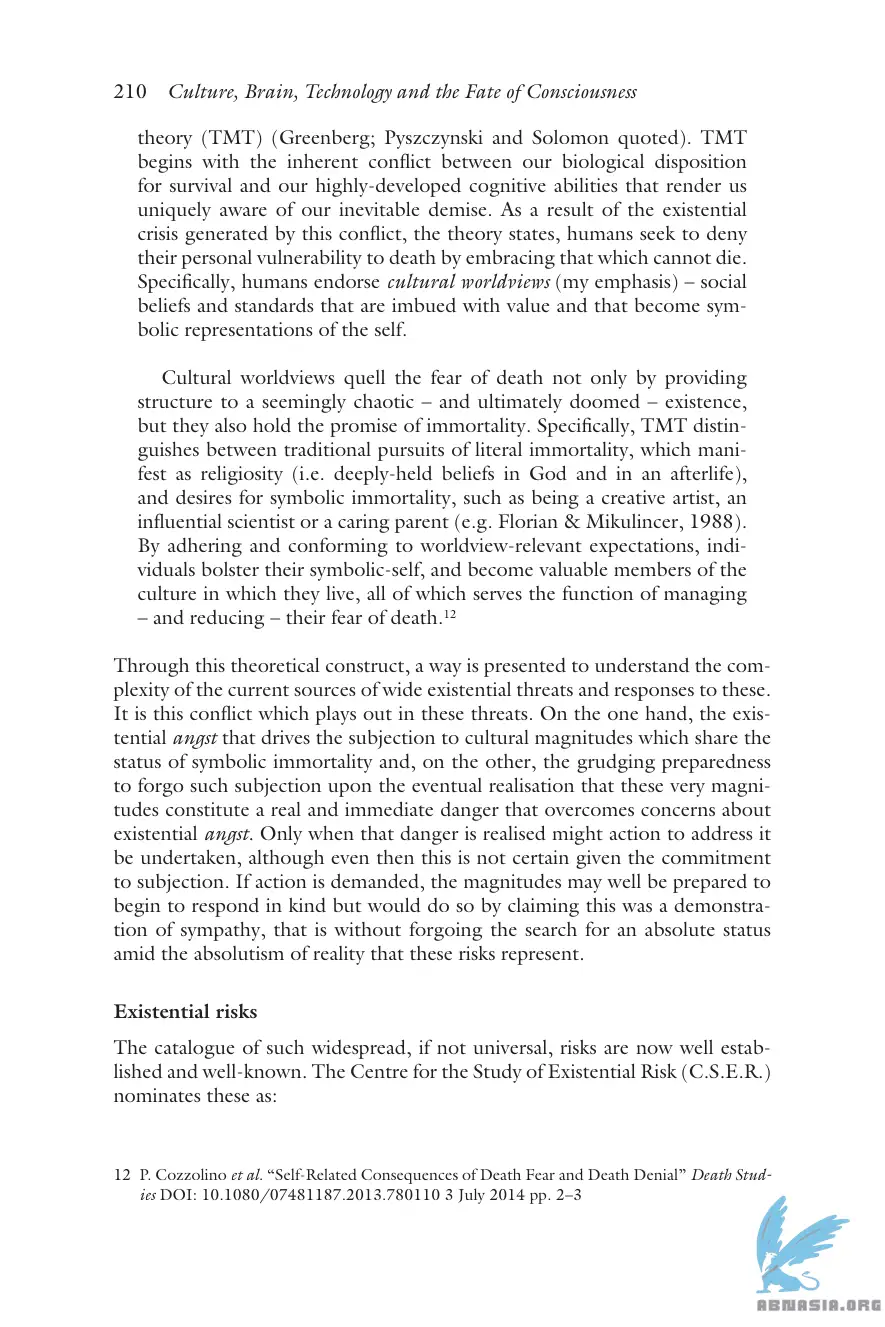 210 Culture, Brain, Technology and the Fate of Consciousness
theory (TMT) (Greenberg; Pyszczynski and Solomon quoted). TMT
begins with the inherent conflict between our biological disposition
for survival and our highly-developed cognitive abilities that render us
uniquely aware of our inevitable demise. As a result of the existential
crisis generated by this conflict, the theory states, humans seek to deny
their personal vulnerability to death by embracing that which cannot die.
Specifically, humans endorse cultural worldviews (my emphasis) – social
beliefs and standards that are imbued with value and that become sym-
bolic representations of the self.
Cultural worldviews quell the fear of death not only by providing
structure to a seemingly chaotic – and ultimately doomed – existence,
but they also hold the promise of immortality. Specifically, TMT distin-
guishes between traditional pursuits of literal immortality, which mani-
fest as religiosity (i.e. deeply-held beliefs in God and in an afterlife),
and desires for symbolic immortality, such as being a creative artist, an
influential scientist or a caring parent (e.g. Florian & Mikulincer, 1988).
By adhering and conforming to worldview-relevant expectations, indi-
viduals bolster their symbolic-self, and become valuable members of the
culture in which they live, all of which serves the function of managing
– and reducing – their fear of death.12
Through this theoretical construct, a way is presented to understand the com-
plexity of the current sources of wide existential threats and responses to these.
It is this conflict which plays out in these threats. On the one hand, the exis-
tential angst that drives the subjection to cultural magnitudes which share the
status of symbolic immortality and, on the other, the grudging preparedness
to forgo such subjection upon the eventual realisation that these very magni-
tudes constitute a real and immediate danger that overcomes concerns about
existential angst. Only when that danger is realised might action to address it
be undertaken, although even then this is not certain given the commitment
to subjection. If action is demanded, the magnitudes may well be prepared to
begin to respond in kind but would do so by claiming this was a demonstra-
tion of sympathy, that is without forgoing the search for an absolute status
amid the absolutism of reality that these risks represent.
Existential risks
The catalogue of such widespread, if not universal, risks are now well estab-
lished and well-known. The Centre for the Study of Existential Risk (C.S.E.R.)
nominates these as:
12 P. Cozzolino et al. “Self-Related Consequences of Death Fear and Death Denial” Death Stud-
ies DOI: 10.1080/07481187.2013.780110 3 July 2014 pp. 2–3
ABNASIA.ORG